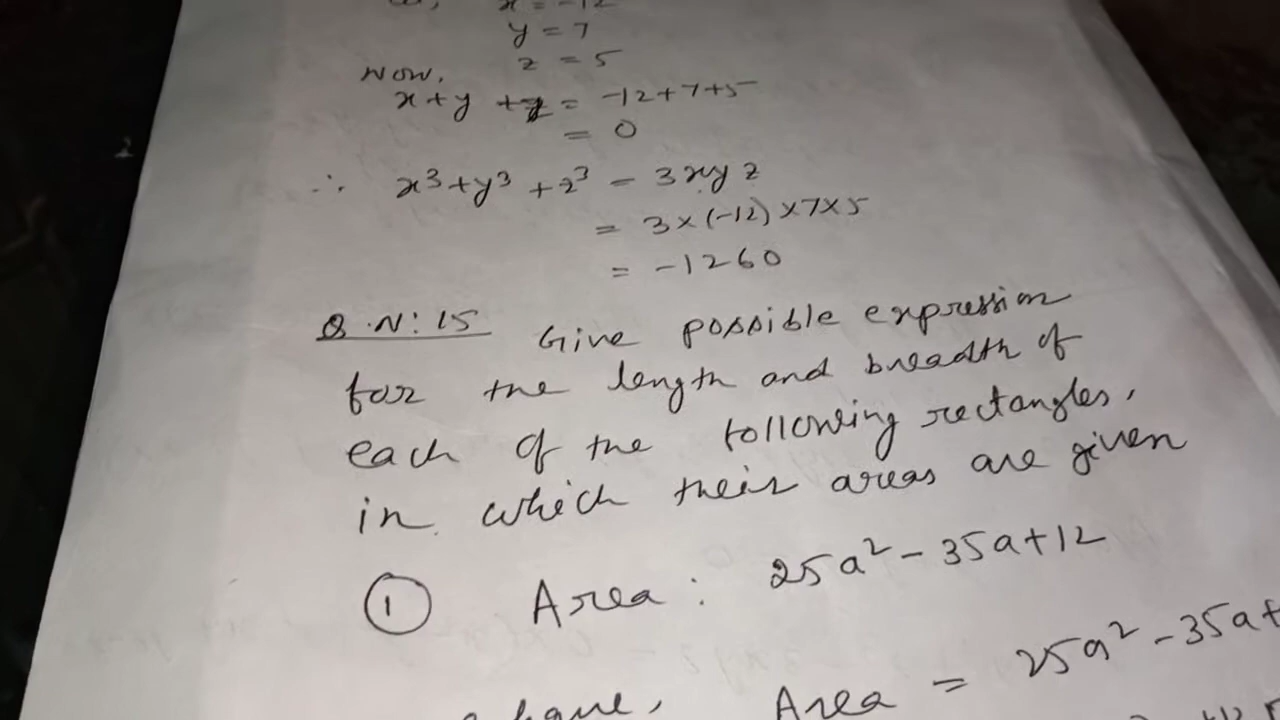 x = -12
y = 7
z = 5
Now,
x+y +z = -12+7+5
= 0
∴ x³+y³ +z³ - 3xyz
= 3×(-12)×7×5
= -1260
Q.N: 15 Give possible expression
for the length and breadth of
each of the following rectangles,
in which their areas are given
① Area: 25a²-35a+12
have, Area = 25a²-35a+